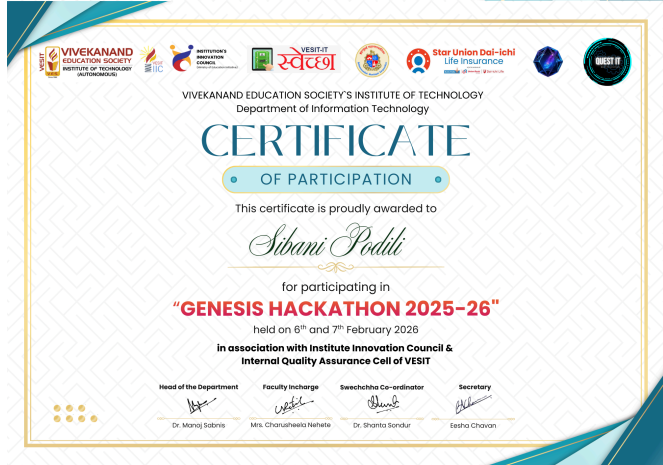 VESIT
VIVEKANAND
EDUCATION SOCIETY
INSTITUTE OF TECHNOLOGY
(AUTONOMOUS)
VESIT
IIC
INSTITUTION'S
INNOVATION
COUNCIL
VESIT-IT
स्वेच्छा
Star Union Dai-ichi
Life Insurance
QUEST IT
VIVEKANAND EDUCATION SOCIETY`S INSTITUTE OF TECHNOLOGY
Department of Information Technology
CERTIFICATE
OF PARTICIPATION
This certificate is proudly awarded to
Sibani Podili
for participating in
“GENESIS HACKATHON 2025-26"
held on 6th and 7th February 2026
in association with Institute Innovation Council &
Internal Quality Assurance Cell of VESIT
Head of the Department Faculty Incharge Swechchha Co-ordinator Secretary
Dr. Manoj Sabnis Mrs. Charusheela Nehete Dr. Shanta Sondur Eesha Chavan